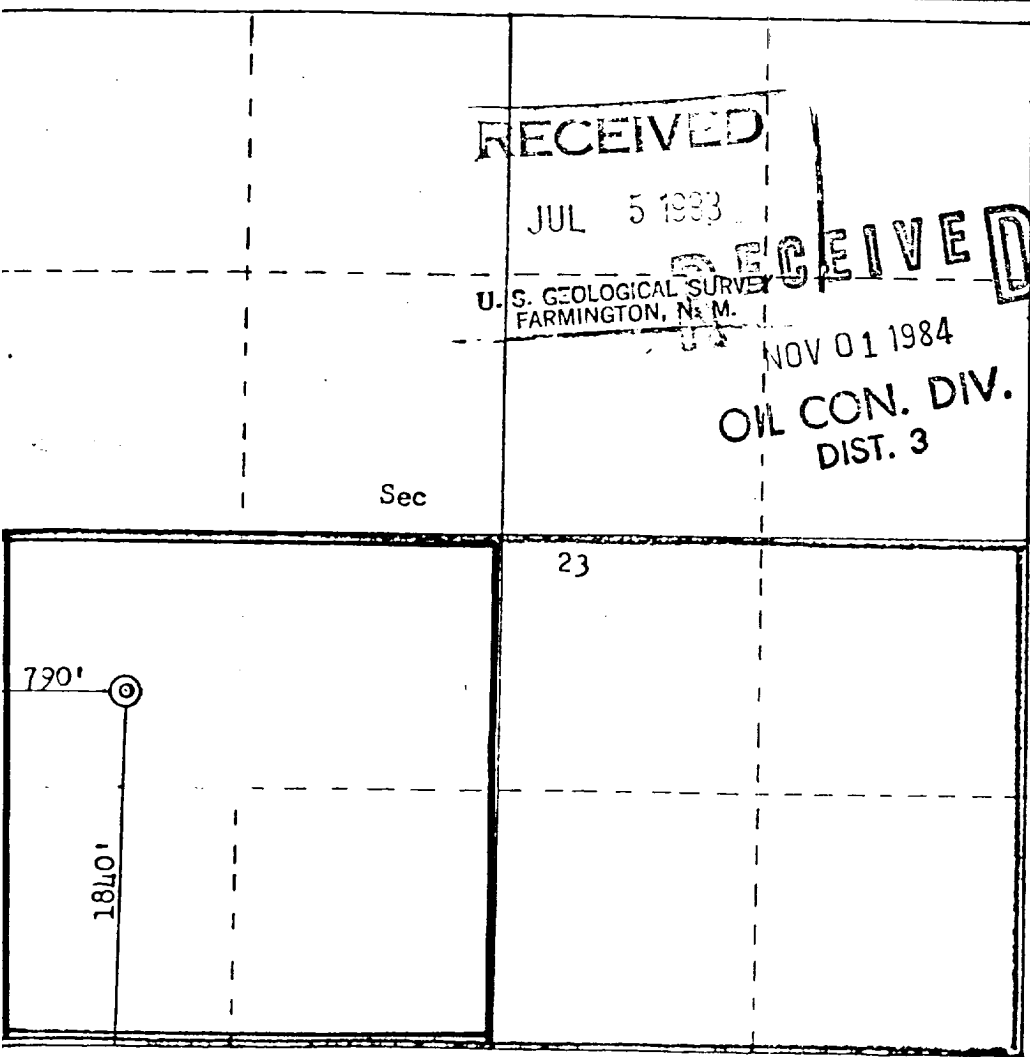 RECEIVED
JUL 5 1983
U. S. GEOLOGICAL SURVEY
FARMINGTON, N. M.
RECEIVED
NOV 01 1984
OIL CON. DIV.
DIST. 3
Sec
23
790'
1840'